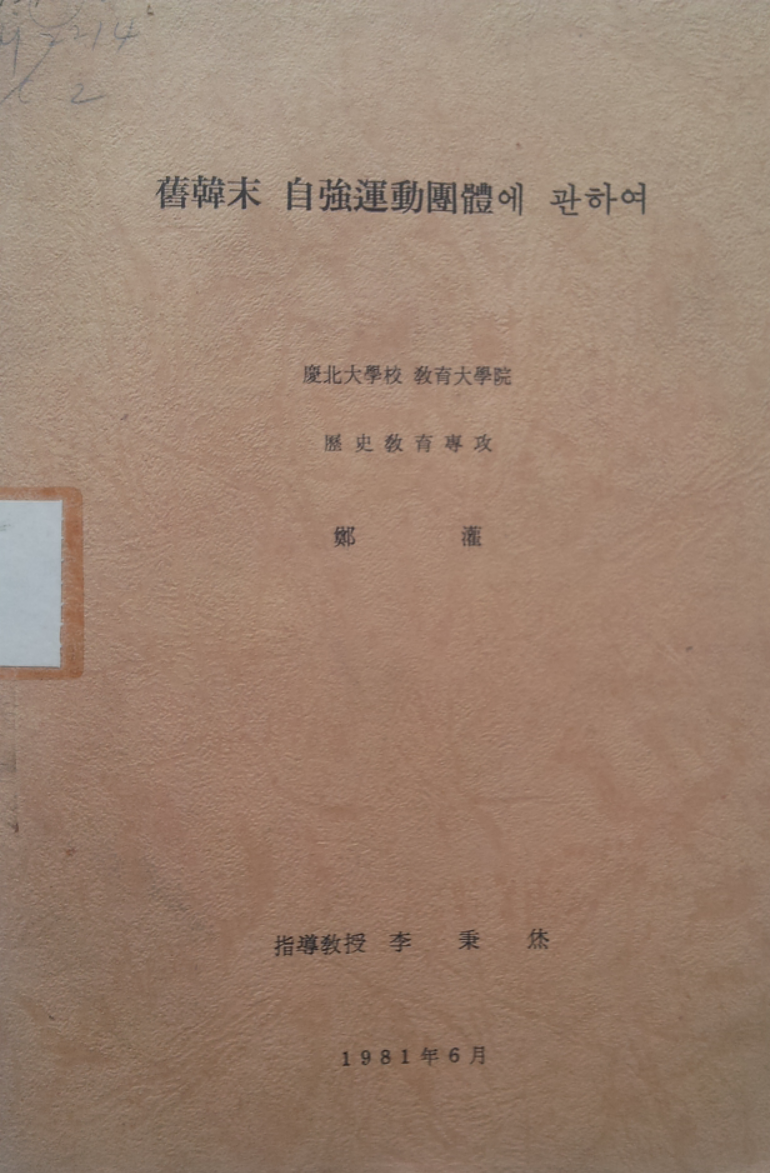 舊韓末 自強運動團體에 관하여
慶北大學校 敎育大學院
歷史敎育專攻
鄭 灌
指導敎授 李 秉 烋
1981年6月